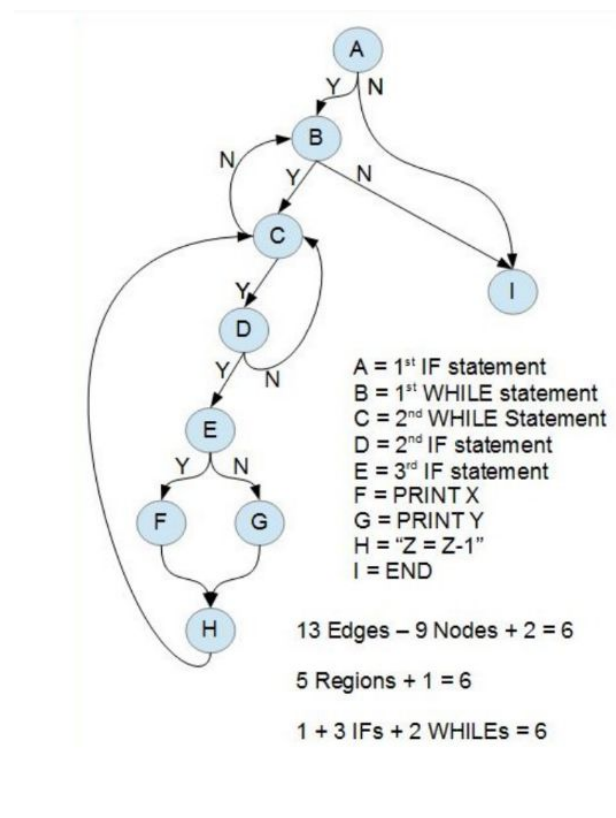 A
Y N
B
N Y N
C
I
Y
D
Y N
E
Y N
F G
H
A = 1st IF statement
B = 1st WHILE statement
C = 2nd WHILE Statement
D = 2nd IF statement
E = 3rd IF statement
F = PRINT X
G = PRINT Y
H = “Z = Z-1”
I = END
13 Edges – 9 Nodes + 2 = 6
5 Regions + 1 = 6
1 + 3 IFs + 2 WHILEs = 6